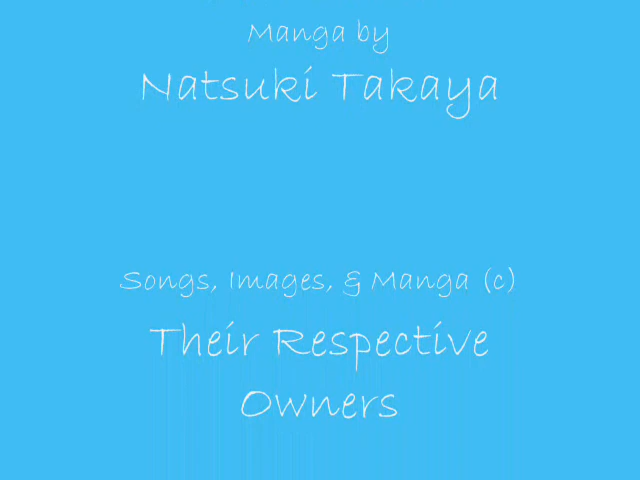 Manga by
Natsuki Takaya
Songs, Images, & Manga (c)
Their Respective
Owners